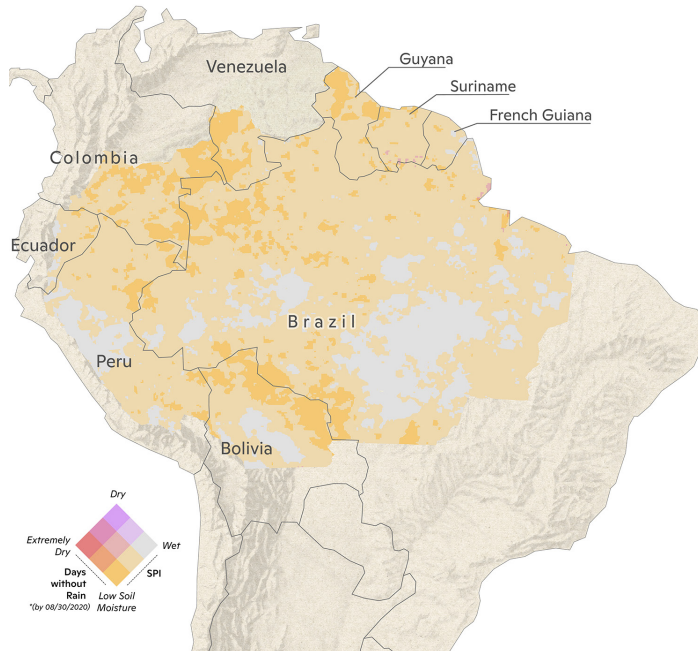 Venezuela
Guyana
Suriname
French Guiana
Colombia
Ecuador
Brazil
Peru
Bolivia
Dry
Extremely
Dry
Wet
Days
without
Rain
*(by 08/30/2020)
SPI
Low Soil
Moisture